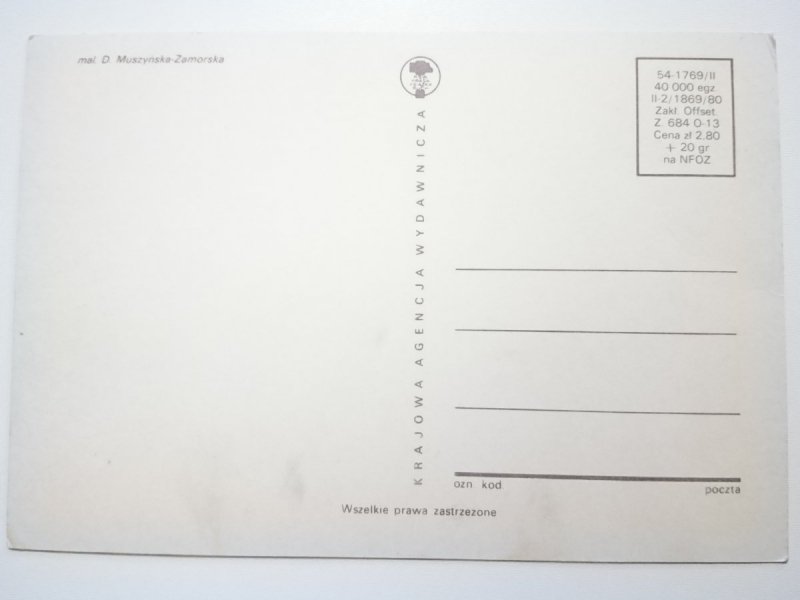 mal. D. Muszyńska-Zamorska
KRAJOWA AGENCJA WYDAWNICZA
54-1769/II
40 000 egz.
II-2/1869/80
Zakł. Offset.
Z. 684 O-13
Cena zł 2,80
+ 20 gr
na NFOZ
ozn. kod
poczta
Wszelkie prawa zastrzeżone